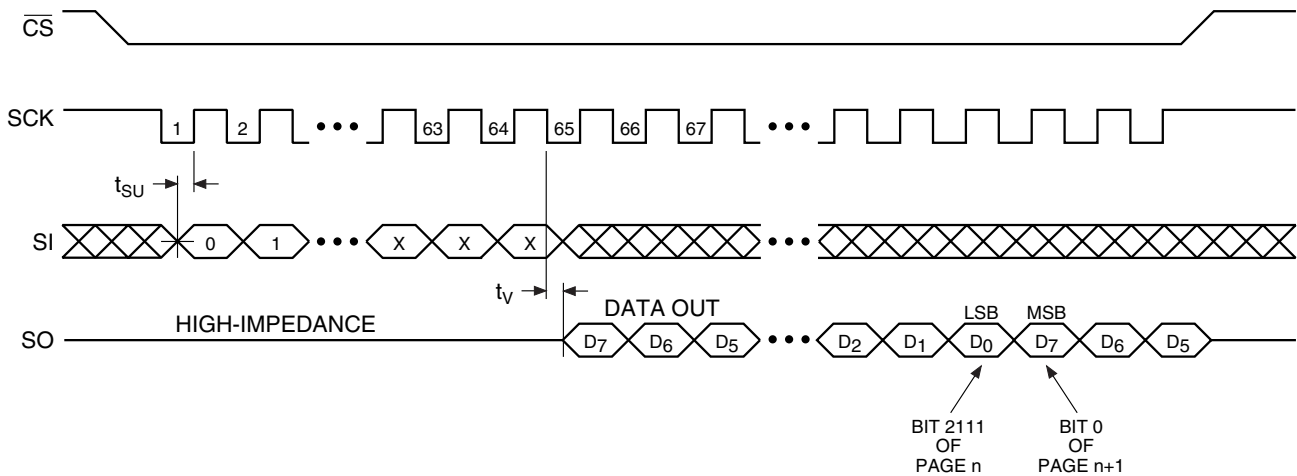 CS
SCK 1 2 • • • 63 64 65 66 67 • • •
tSU
SI 0 1 • • • X X X • • •
tV
HIGH-IMPEDANCE DATA OUT LSB MSB
SO D7 D6 D5 • • • D2 D1 D0 D7 D6 D5
BIT 2111
OF
PAGE n
BIT 0
OF
PAGE n+1